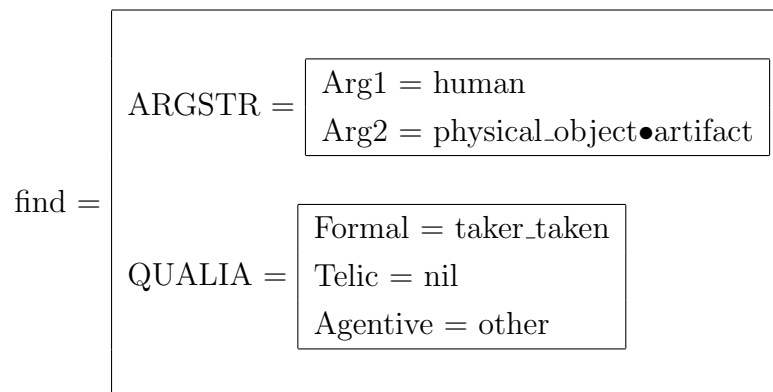 find =
ARGSTR =
Arg1 = human
Arg2 = physical_object●artifact
QUALIA =
Formal = taker_taken
Telic = nil
Agentive = other